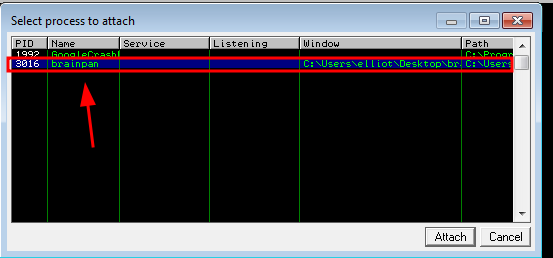 Select process to attach
PID Name Service Listening Window Path
1992 GoogleCrashH C:\Progr
3016 brainpan C:\Users\elliot\Desktop\br C:\Users
Attach Cancel